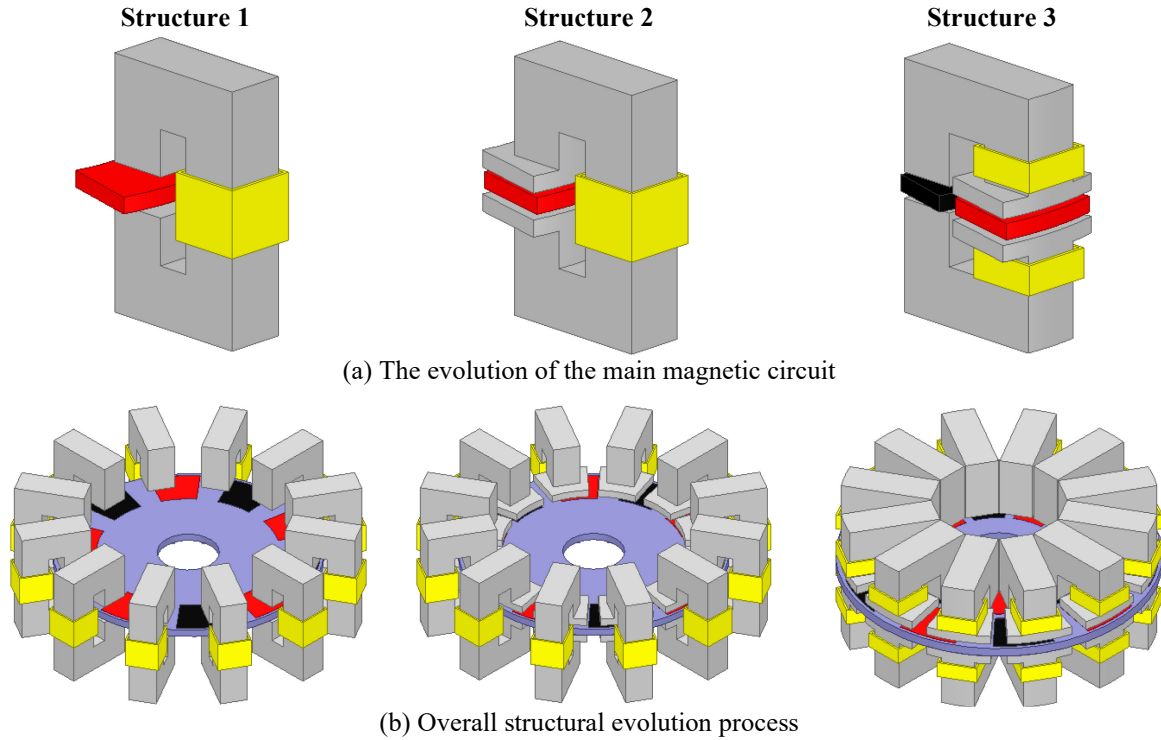 Structure 1
Structure 2
Structure 3
(a) The evolution of the main magnetic circuit
(b) Overall structural evolution process